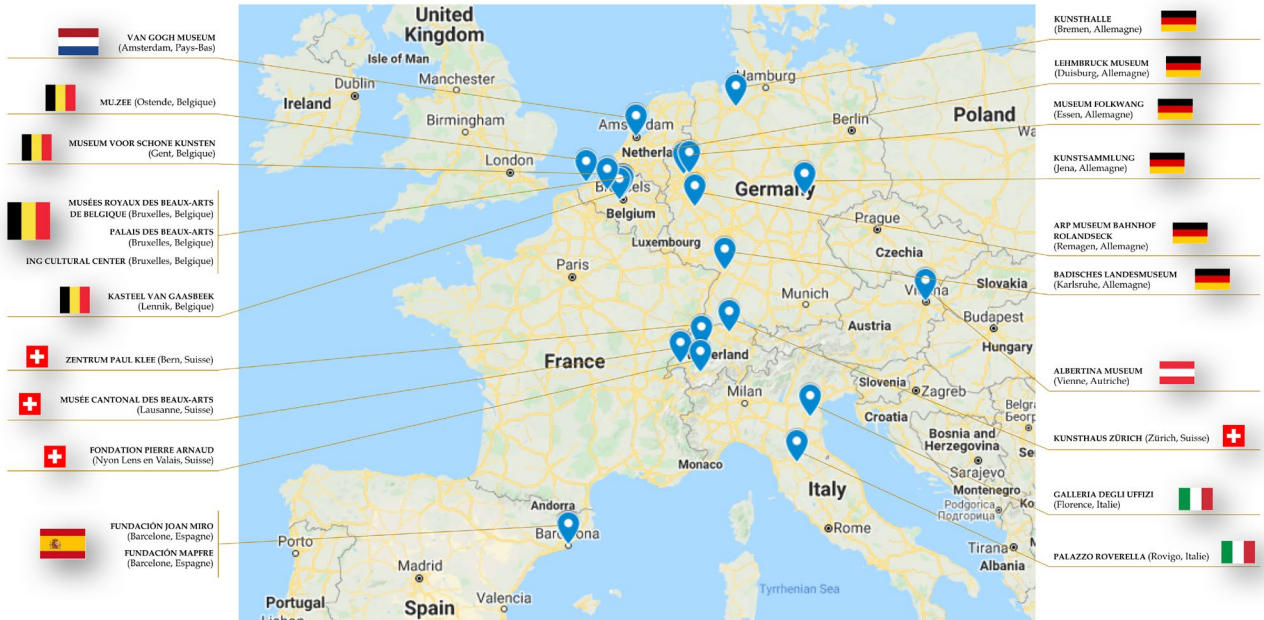 VAN GOGH MUSEUM
(Amsterdam, Pays-Bas)
MU.ZEE (Ostende, Belgique)
MUSEUM VOOR SCHONE KUNSTEN
(Gent, Belgique)
MUSÉES ROYAUX DES BEAUX-ARTS
DE BELGIQUE (Bruxelles, Belgique)
PALAIS DES BEAUX-ARTS
(Bruxelles, Belgique)
ING CULTURAL CENTER (Bruxelles, Belgique)
KASTEEL VAN GAASBEEK
(Lennik, Belgique)
ZENTRUM PAUL KLEE (Bern, Suisse)
MUSÉE CANTONAL DES BEAUX-ARTS
(Lausanne, Suisse)
FONDATION PIERRE ARNAUD
(Nyon Lens en Valais, Suisse)
FUNDACIÓN JOAN MIRO
(Barcelone, Espagne)
FUNDACIÓN MAPFRE
(Barcelone, Espagne)
United
Kingdom
Isle of Man
Dublin
Manchester
Ireland
Birmingham
London
Hamburg
Berlin
Poland
Germany
Belgium
Luxembourg
Prague
Czechia
Paris
Slovakia
Munich
Austria
Budapest
Hungary
France
Milan
Slovenia
Zagreb
Croatia
Bosnia and
Herzegovina
Sarajevo
Monaco
Montenegro
Podgorica
Подгорица
Italy
Andorra
Rome
Tirana
Albania
Porto
Madrid
Valencia
Tyrrhenian Sea
Portugal
Spain
KUNSTHALLE
(Bremen, Allemagne)
LEHMBRUCK MUSEUM
(Duisburg, Allemagne)
MUSEUM FOLKWANG
(Essen, Allemagne)
KUNSTSAMMLUNG
(Jena, Allemagne)
ARP MUSEUM BAHNHOF
ROLANDSECK
(Remagen, Allemagne)
BADISCHES LANDESMUSEUM
(Karlsruhe, Allemagne)
ALBERTINA MUSEUM
(Vienne, Autriche)
KUNSTHAUS ZÜRICH (Zürich, Suisse)
GALLERIA DEGLI UFFIZI
(Florence, Italie)
PALAZZO ROVERELLA (Rovigo, Italie)